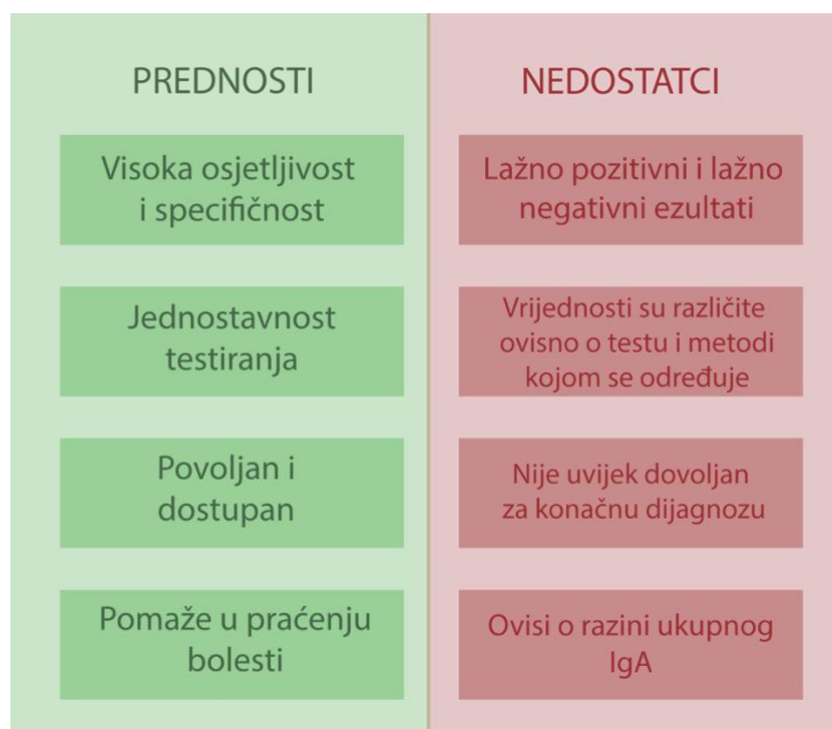 PREDNOSTI
Visoka osjetljivost
i specifičnost
Jednostavnost
testiranja
Povoljan i
dostupan
Pomaže u praćenju
bolesti
NEDOSTATCI
Lažno pozitivni i lažno
negativni ezultati
Vrijednosti su različite
ovisno o testu i metodi
kojom se određuje
Nije uvijek dovoljan
za konačnu dijagnozu
Ovisi o razini ukupnog
IgA